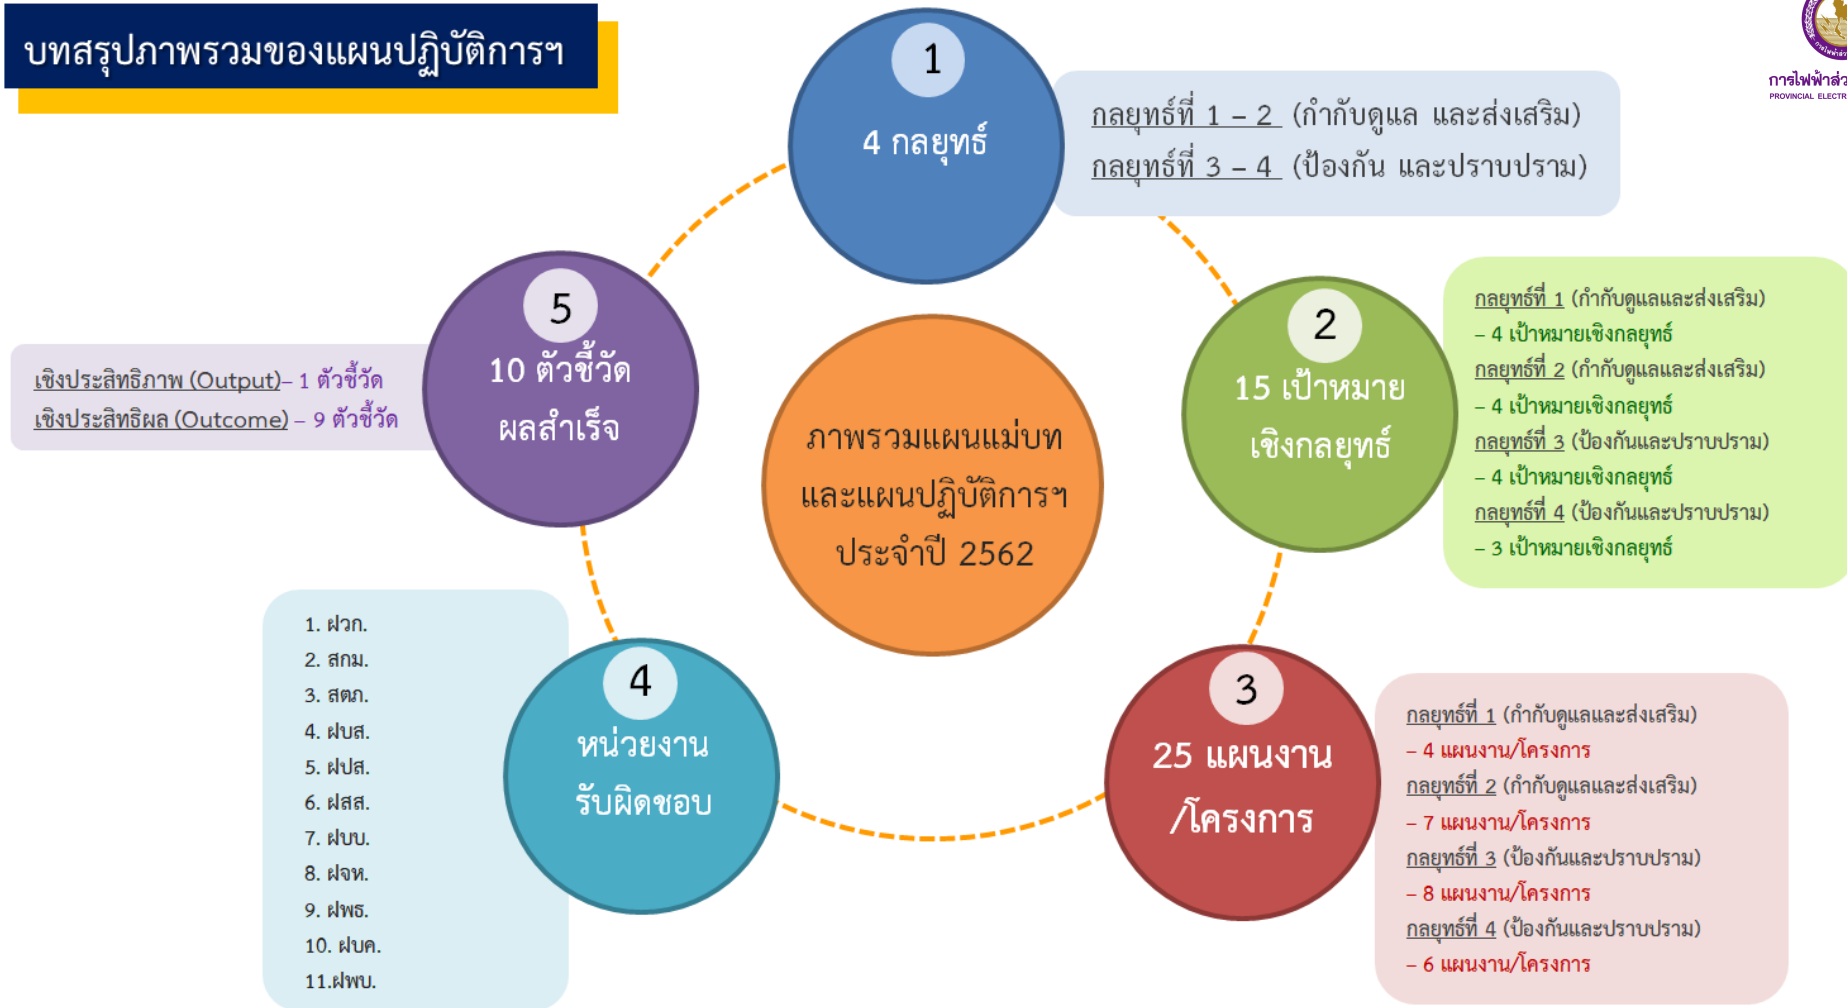 บทสรุปภาพรวมของแผนปฏิบัติการฯ
การไฟฟ้า
PROVINCIAL
1
4 กลยุทธ์
กลยุทธ์ที่ 1 – 2 (กำกับดูแล และส่งเสริม)
กลยุทธ์ที่ 3 – 4 (ป้องกัน และปราบปราม)
2
15 เป้าหมาย
เชิงกลยุทธ์
กลยุทธ์ที่ 1 (กำกับดูแลและส่งเสริม)
– 4 เป้าหมายเชิงกลยุทธ์
กลยุทธ์ที่ 2 (กำกับดูแลและส่งเสริม)
– 4 เป้าหมายเชิงกลยุทธ์
กลยุทธ์ที่ 3 (ป้องกันและปราบปราม)
– 4 เป้าหมายเชิงกลยุทธ์
กลยุทธ์ที่ 4 (ป้องกันและปราบปราม)
– 3 เป้าหมายเชิงกลยุทธ์
3
25 แผนงาน
/โครงการ
กลยุทธ์ที่ 1 (กำกับดูแลและส่งเสริม)
– 4 แผนงาน/โครงการ
กลยุทธ์ที่ 2 (กำกับดูแลและส่งเสริม)
– 7 แผนงาน/โครงการ
กลยุทธ์ที่ 3 (ป้องกันและปราบปราม)
– 8 แผนงาน/โครงการ
กลยุทธ์ที่ 4 (ป้องกันและปราบปราม)
– 6 แผนงาน/โครงการ
4
หน่วยงาน
รับผิดชอบ
1. ฝวก.
2. สกม.
3. สตภ.
4. ฝบส.
5. ฝปส.
6. ฝสส.
7. ฝบบ.
8. ฝจห.
9. ฝพธ.
10. ฝบค.
11.ฝพบ.
5
10 ตัวชี้วัด
ผลสำเร็จ
เชิงประสิทธิภาพ (Output)– 1 ตัวชี้วัด
เชิงประสิทธิผล (Outcome) – 9 ตัวชี้วัด
ภาพรวมแผนแม่บท
และแผนปฏิบัติการฯ
ประจำปี 2562